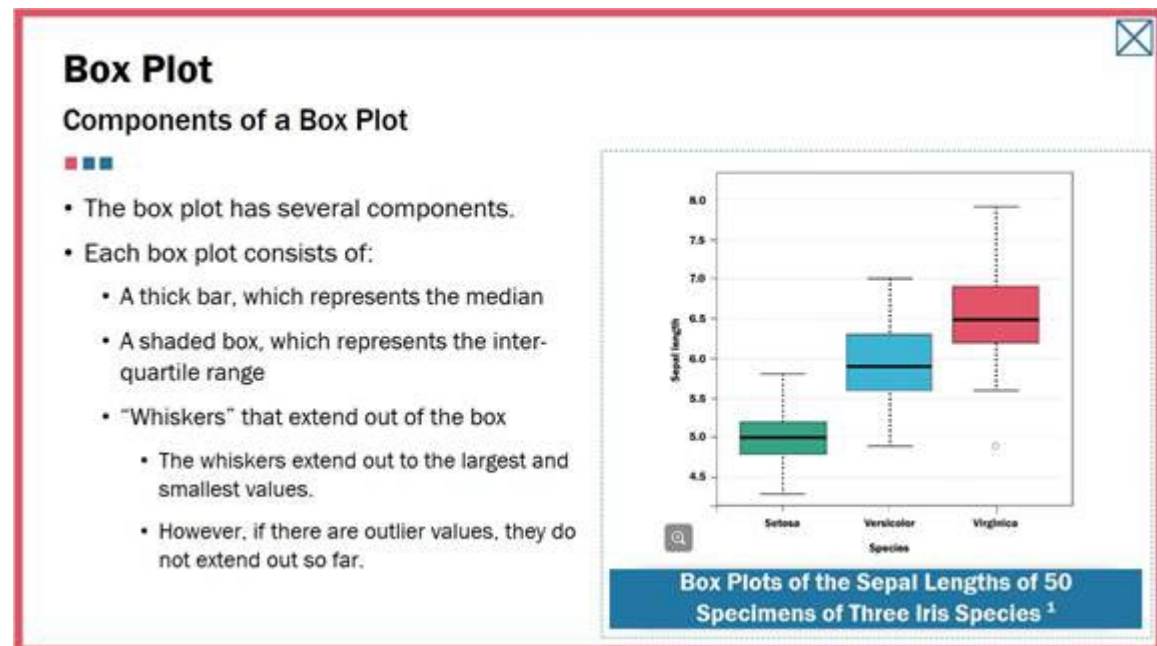 Box Plot
Components of a Box Plot
• The box plot has several components.
• Each box plot consists of:
• A thick bar, which represents the median
• A shaded box, which represents the inter-
quartile range
• “Whiskers” that extend out of the box
• The whiskers extend out to the largest and
smallest values.
• However, if there are outlier values, they do
not extend out so far.
Sepal length
8.0
7.5
7.0
6.5
6.0
5.5
5.0
4.5
Setosa Versicolor Virginica
Species
Box Plots of the Sepal Lengths of 50
Specimens of Three Iris Species ¹